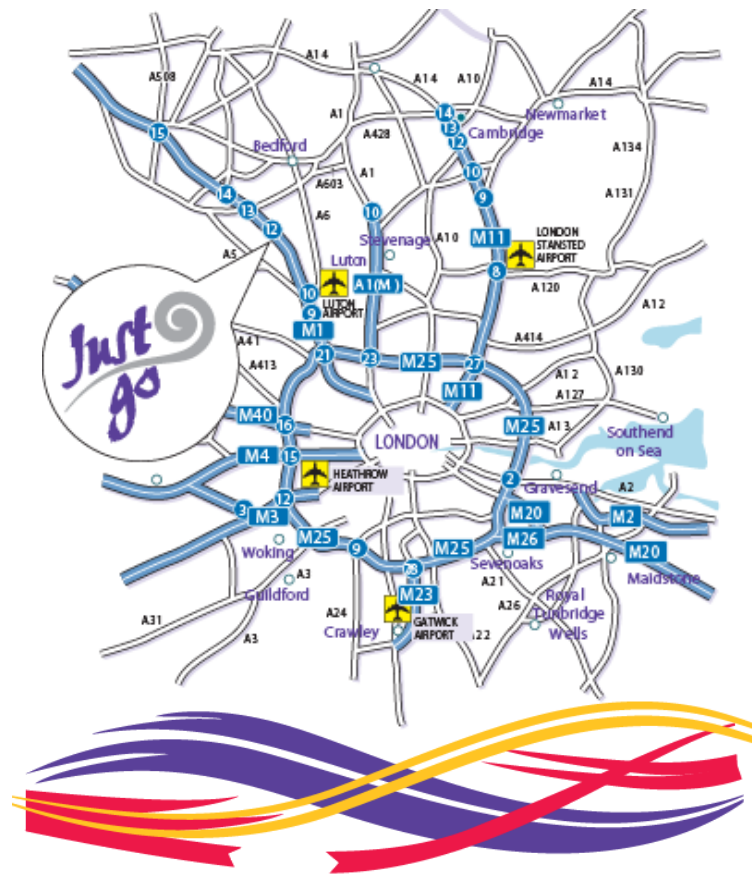 A508
A14
A14
A10
A14
15
14
13
12
Newmarket
Cambridge
A1
A428
Bedford
A134
A603
A1
10
14
9
A131
13
A6
10
12
M11
LONDON
STANSTED
AIRPORT
A5
Stevenage
A10
Luton
8
A1(M)
A120
10
LUTON
AIRPORT
9
A12
Just
go
M1
A414
A41
21
23
M25
27
A413
A12
A130
M11
A127
M40
16
M25
A13
LONDON
Southend
on Sea
M4
15
HEATHROW
AIRPORT
2
Gravesend
A2
12
3
M3
M20
M2
M25
9
M25
M26
M20
Woking
Sevenoaks
Maidstone
A3
A21
Guildford
M23
Royal
Tunbridge
Wells
A24
A26
A31
Crawley
GATWICK
AIRPORT
A22
A3